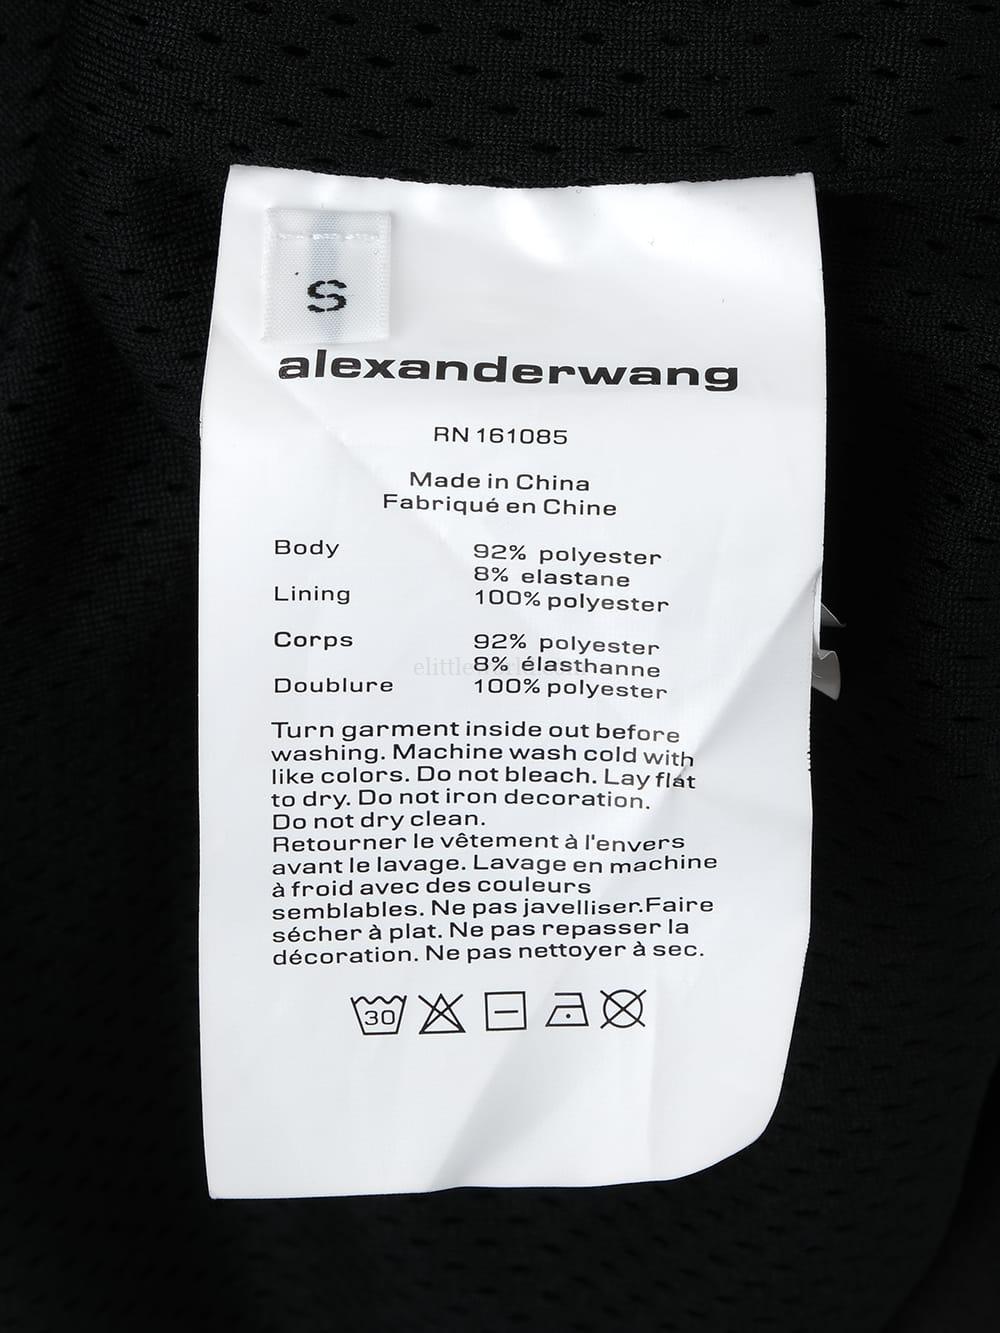 S
alexanderwang
RN 161085
Made in China
Fabriqué en Chine
Body 92% polyester
8% elastane
Lining 100% polyester
Corps 92% polyester
8% élasthanne
Doublure 100% polyester
Turn garment inside out before
washing. Machine wash cold with
like colors. Do not bleach. Lay flat
to dry. Do not iron decoration.
Do not dry clean.
Retourner le vêtement à l'envers
avant le lavage. Lavage en machine
à froid avec des couleurs
semblables. Ne pas javelliser.Faire
sécher à plat. Ne pas repasser la
décoration. Ne pas nettoyer à sec.
30